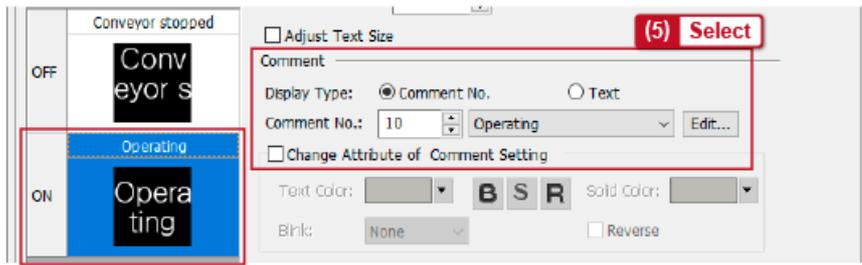 Conveyor stopped
OFF
Conv
eyor s
Operating
ON
Opera
ting
Adjust Text Size
(5) Select
Comment
Display Type: Comment No. Text
Comment No.: 10 Operating Edit...
Change Attribute of Comment Setting
Text Color: B S R Solid Color:
Blink: None Reverse